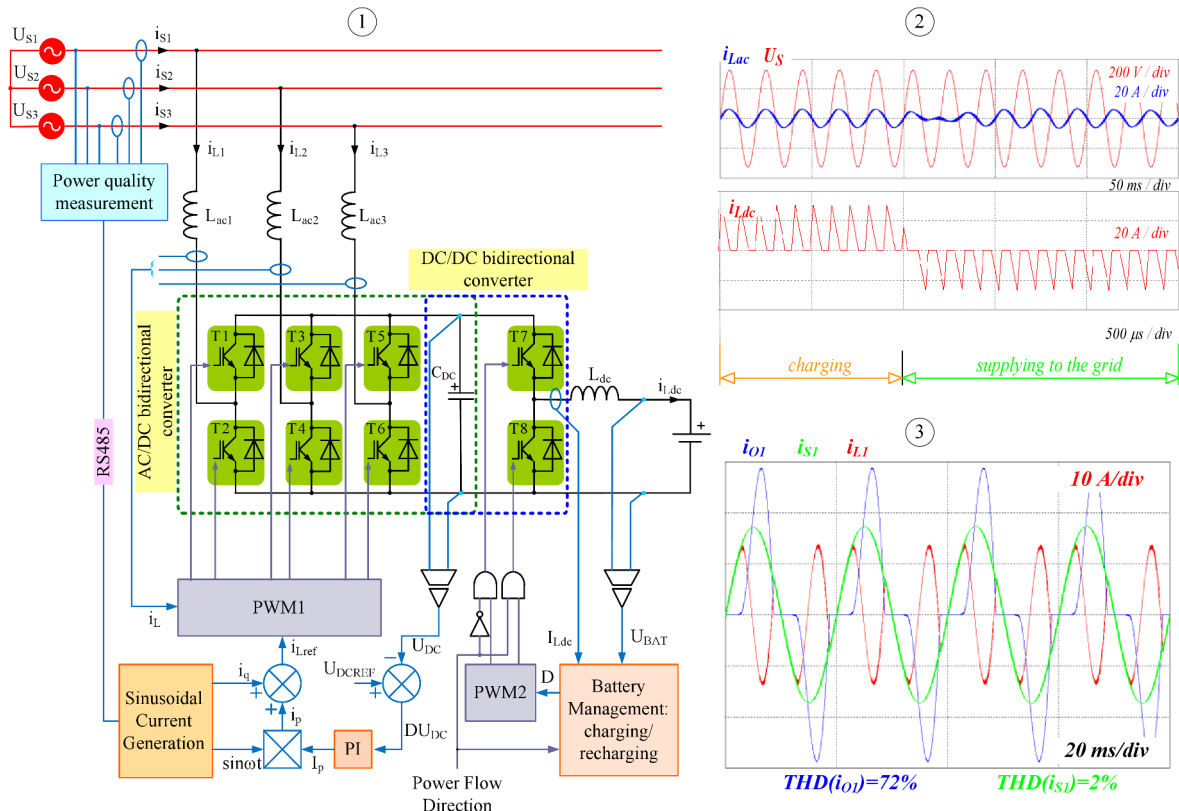 1
U_S1
i_S1
U_S2
i_S2
U_S3
i_S3
i_L1
i_L2
i_L3
Power quality
measurement
L_ac1
L_ac2
L_ac3
DC/DC bidirectional
converter
AC/DC bidirectional
converter
T1
T3
T5
T7
C_DC
+
L_dc
i_Ldc
+
T2
T4
T6
T8
RS485
PWM1
i_L
i_Lref
U_DC
I_Ldc
U_BAT
Sinusoidal
Current
Generation
i_q
+
+
i_p
sinωt
I_p
PI
U_DCREF
−
+
DU_DC
PWM2
D
Battery
Management:
charging/
recharging
Power Flow
Direction
2
i_Lac
U_S
200 V / div
20 A / div
50 ms / div
i_Ldc
20 A / div
500 μs / div
charging
supplying to the grid
3
i_O1
i_S1
i_L1
10 A/div
20 ms/div
THD(i_O1)=72%
THD(i_S1)=2%